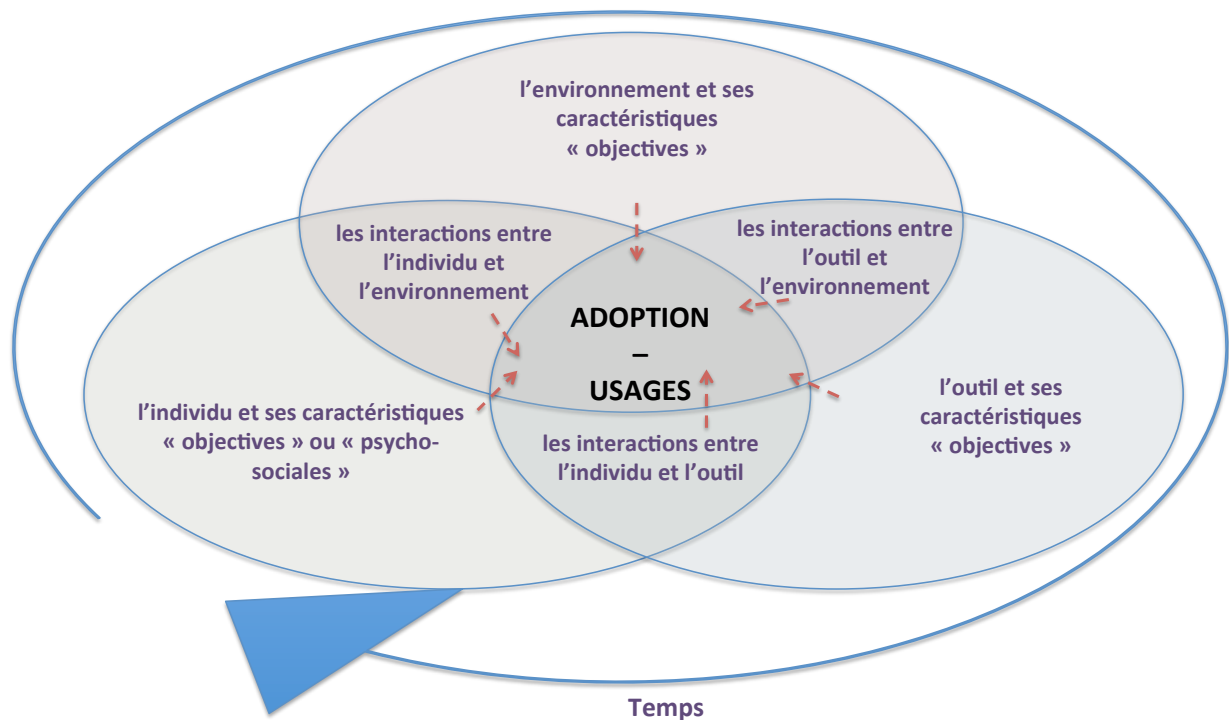 l'environnement et ses
caractéristiques
« objectives »
les interactions entre
l'individu et
l'environnement
les interactions entre
l'outil et
l'environnement
ADOPTION
–
USAGES
l'individu et ses caractéristiques
« objectives » ou « psycho-
sociales »
les interactions entre
l'individu et l'outil
l'outil et ses
caractéristiques
« objectives »
Temps